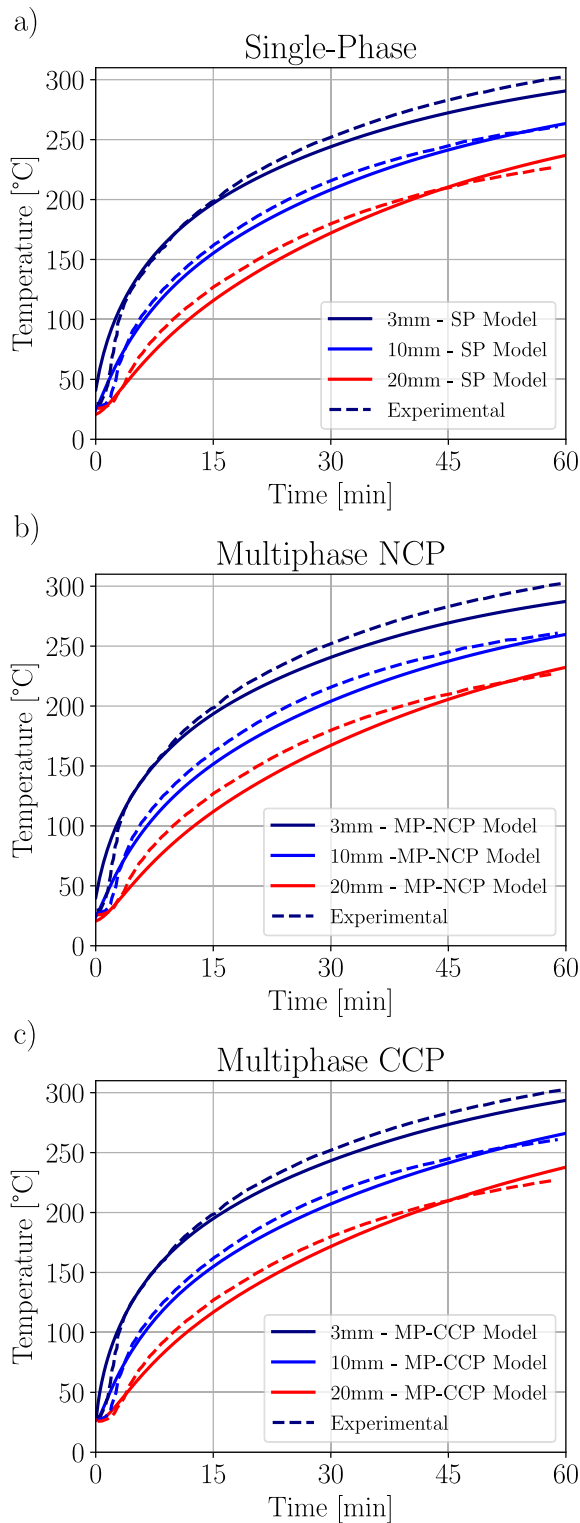 a)
Single-Phase
Temperature [°C]
300
250
200
150
100
50
0
3mm - SP Model
10mm - SP Model
20mm - SP Model
Experimental
0 15 30 45 60
Time [min]
b)
Multiphase NCP
Temperature [°C]
300
250
200
150
100
50
0
3mm - MP-NCP Model
10mm -MP-NCP Model
20mm - MP-NCP Model
Experimental
0 15 30 45 60
Time [min]
c)
Multiphase CCP
Temperature [°C]
300
250
200
150
100
50
0
3mm - MP-CCP Model
10mm - MP-CCP Model
20mm - MP-CCP Model
Experimental
0 15 30 45 60
Time [min]